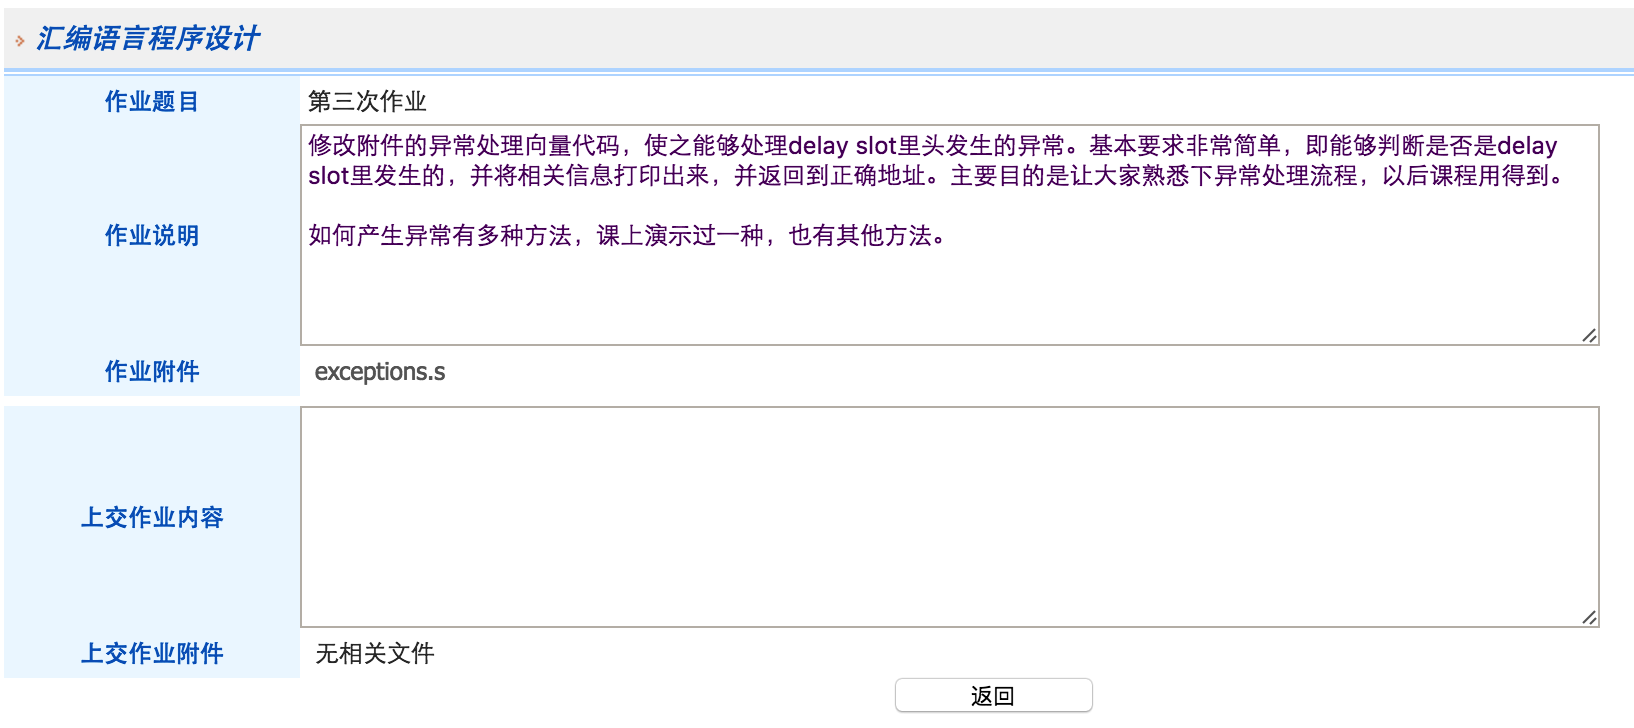 汇编语言程序设计
作业题目
第三次作业
作业说明
修改附件的异常处理向量代码，使之能够处理delay slot里头发生的异常。基本要求非常简单，即能够判断是否是delay
slot里发生的，并将相关信息打印出来，并返回到正确地址。主要目的是让大家熟悉下异常处理流程，以后课程用得到。
如何产生异常有多种方法，课上演示过一种，也有其他方法。
作业附件
exceptions.s
上交作业内容
上交作业附件
无相关文件
返回